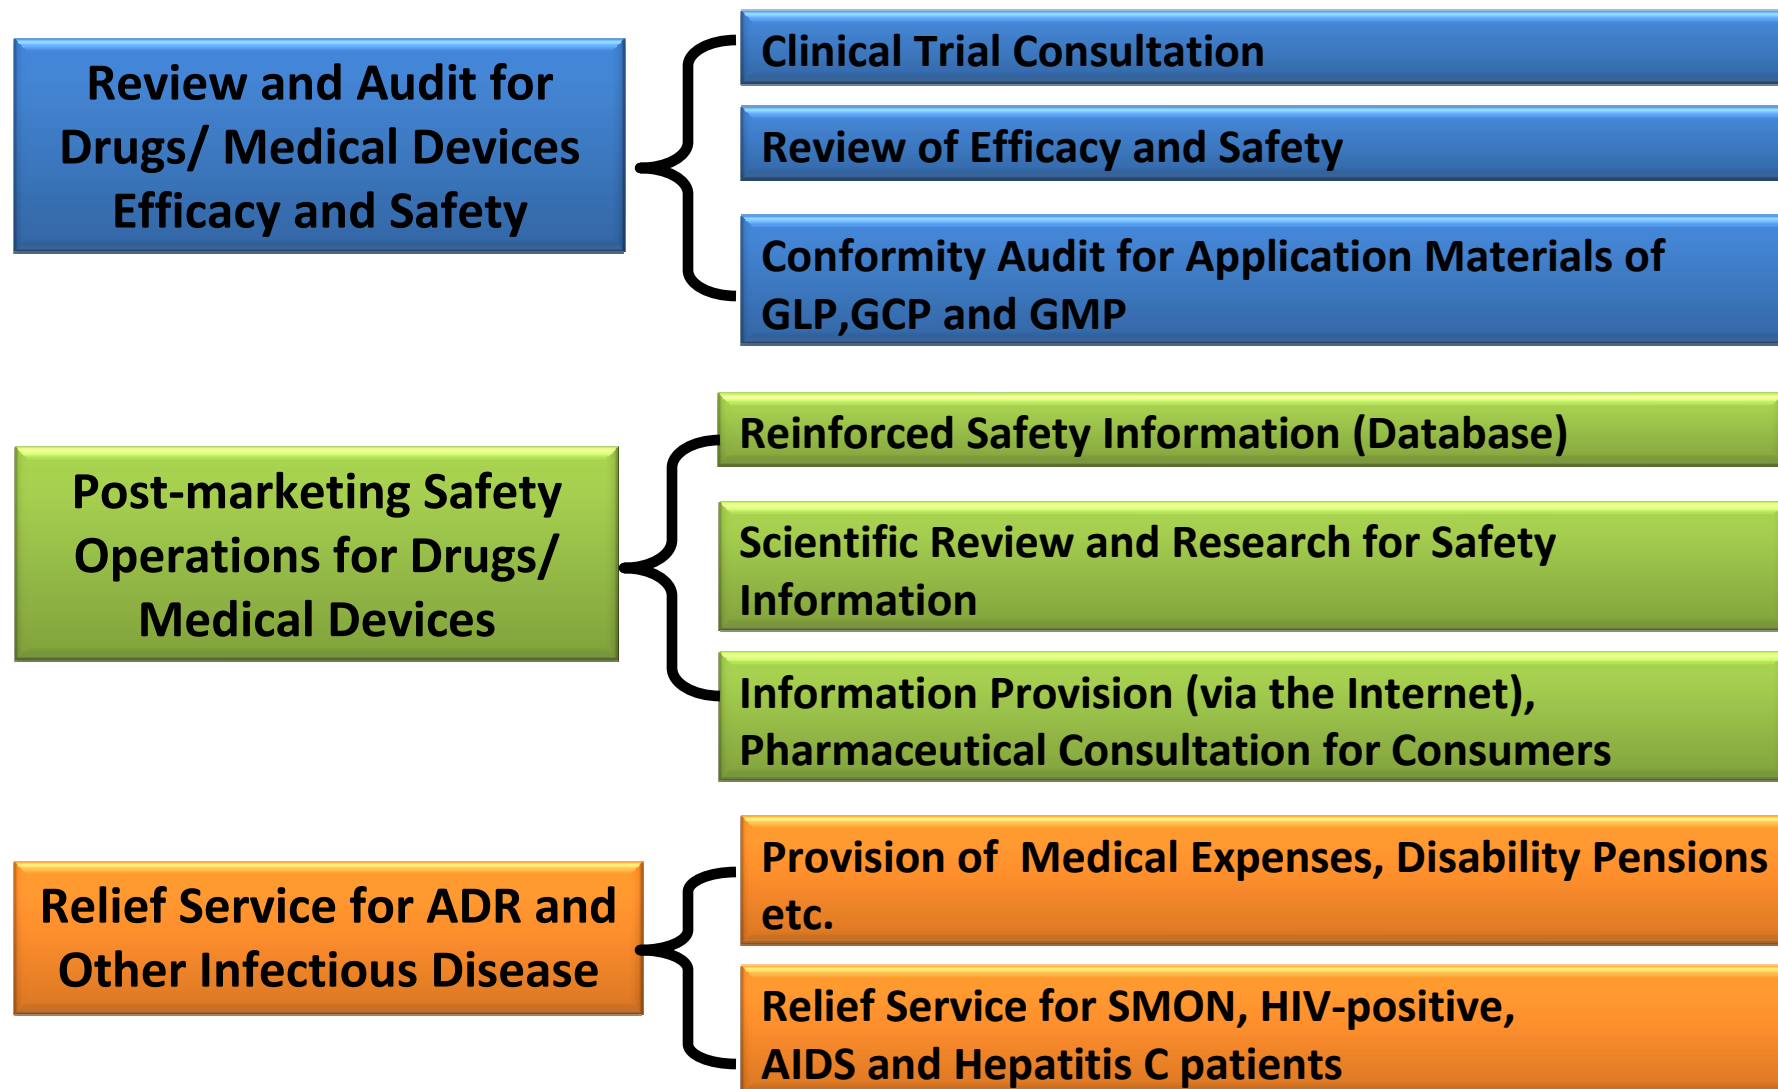 Review and Audit for
Drugs/ Medical Devices
Efficacy and Safety
Clinical Trial Consultation
Review of Efficacy and Safety
Conformity Audit for Application Materials of
GLP,GCP and GMP
Post-marketing Safety
Operations for Drugs/
Medical Devices
Reinforced Safety Information (Database)
Scientific Review and Research for Safety
Information
Information Provision (via the Internet),
Pharmaceutical Consultation for Consumers
Relief Service for ADR and
Other Infectious Disease
Provision of  Medical Expenses, Disability Pensions
etc.
Relief Service for SMON, HIV-positive,
AIDS and Hepatitis C patients